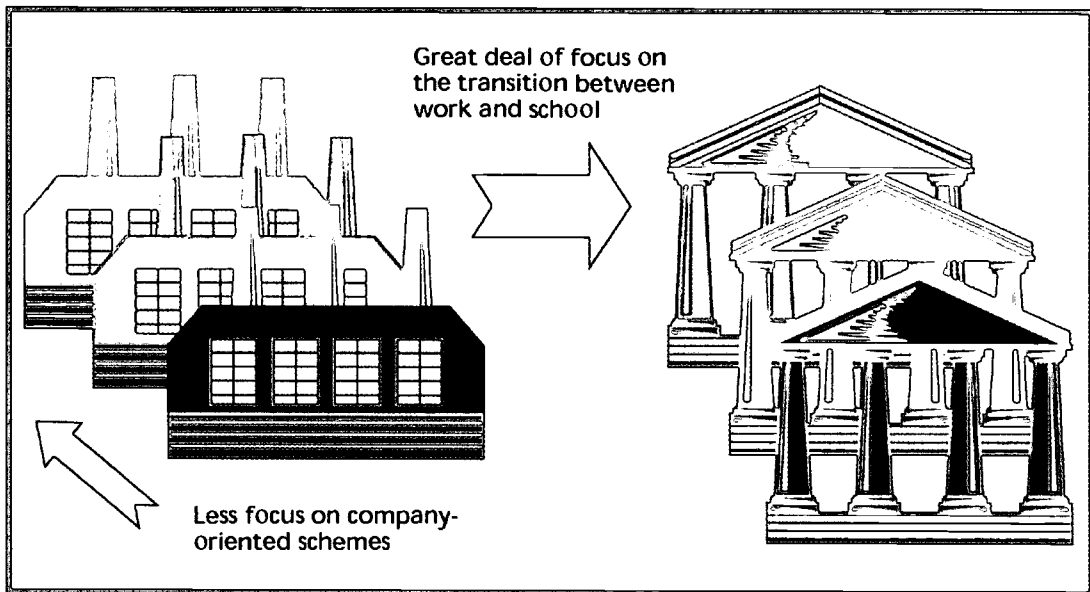 Great deal of focus on
the transition between
work and school
Less focus on company-
oriented schemes